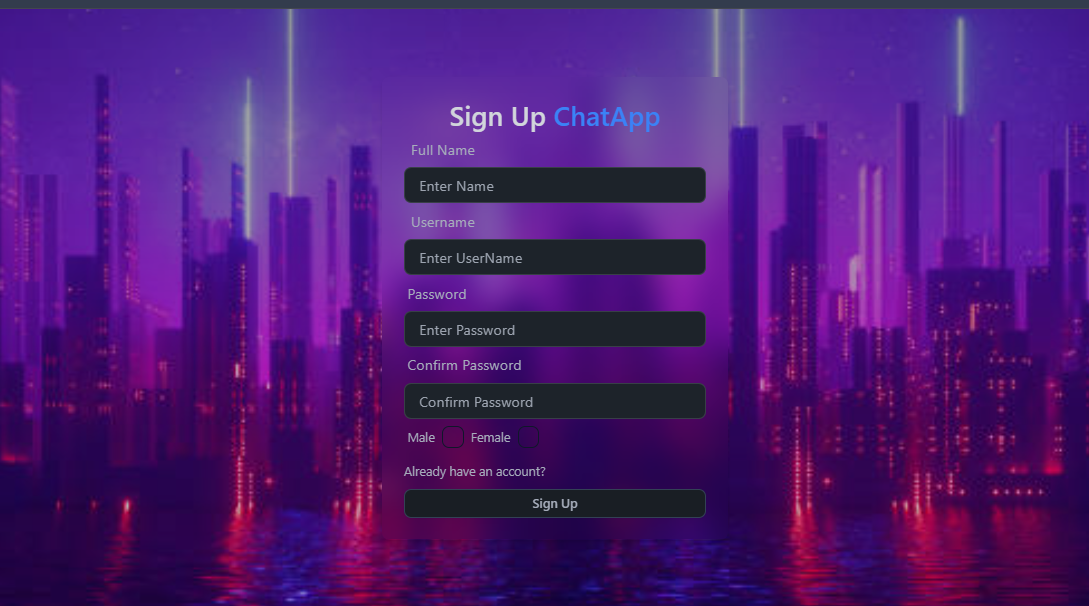 Sign Up ChatApp
Full Name
Enter Name
Username
Enter UserName
Password
Enter Password
Confirm Password
Confirm Password
Male Female
Already have an account?
Sign Up